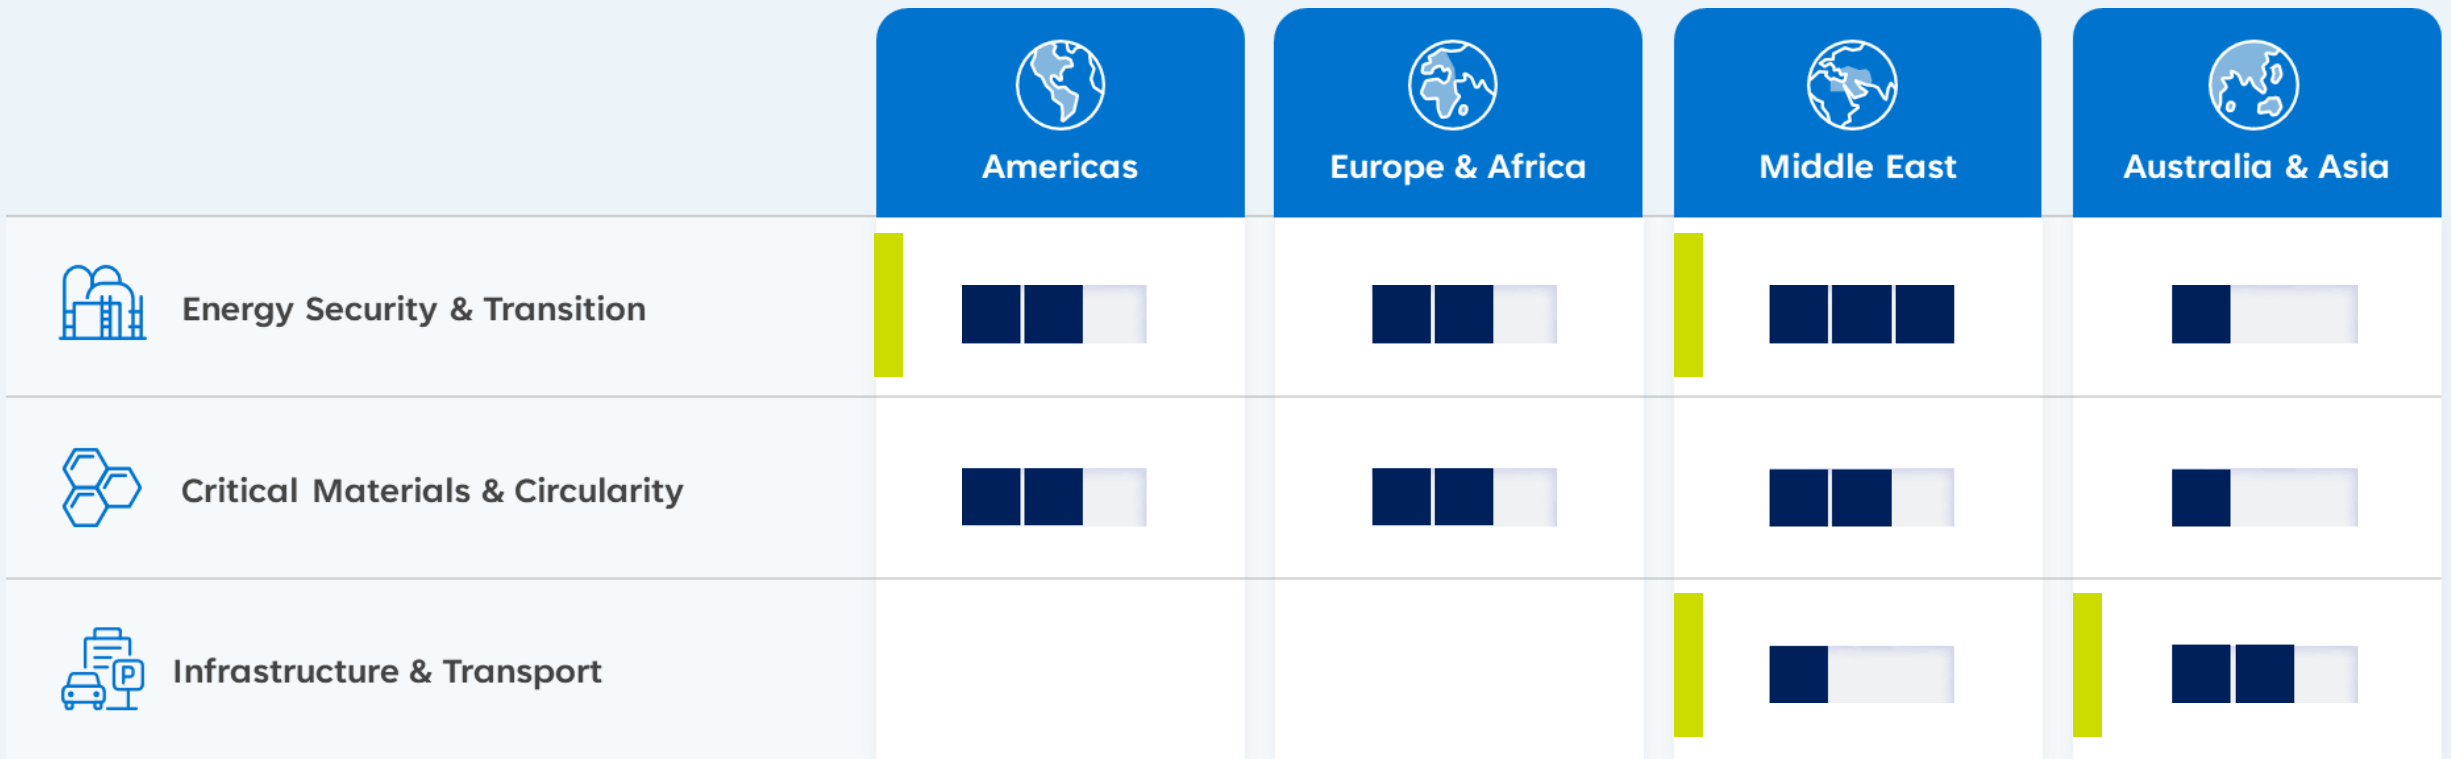 Americas
Europe & Africa
Middle East
Australia & Asia
Energy Security & Transition
Critical Materials & Circularity
Infrastructure & Transport
P